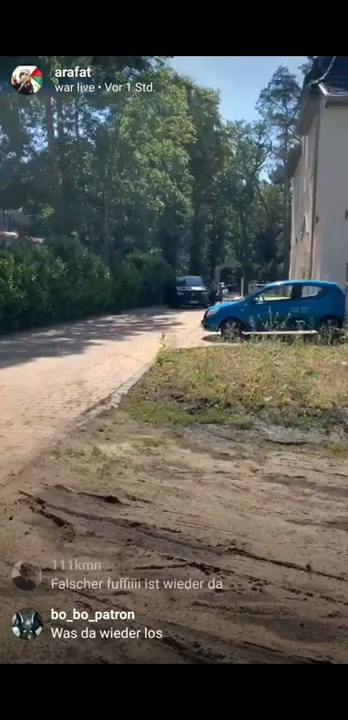 arafat
war live • Vor 1 Std.
111kmn
Falscher fuffiiii ist wieder da
bo_bo_patron
Was da wieder los